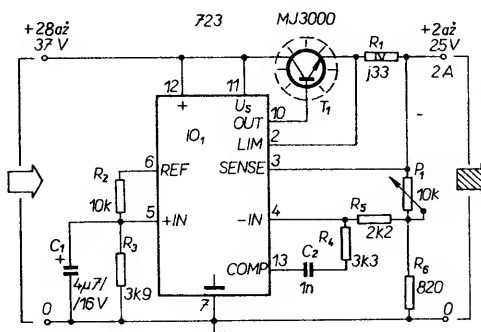 +28až
37 V
723
MJ3000
+2až
25V
2A
R1
j33
12
11
+
Us
OUT
10
T1
LIM
2
IO1
6
REF
SENSE
3
P1
10k
R2
10k
5
+IN
-IN
4
R5
2k2
C1
+
4µ7/
/16V
R3
3k9
R4
3k3
COMP
13
C2
1n
R6
820
7
0
0